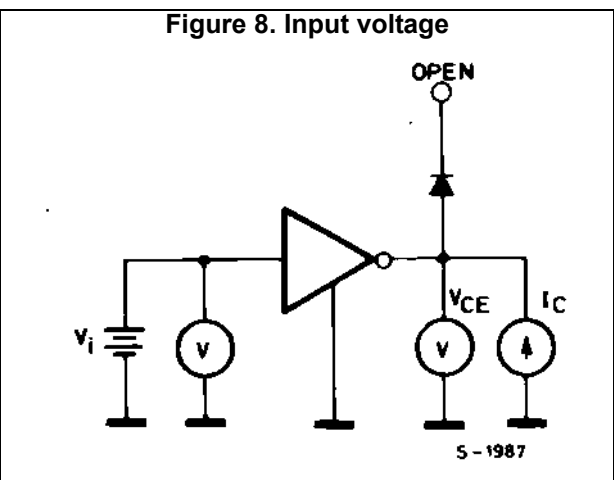 Figure 8. Input voltage
OPEN
Vi
V
VCE
V
IC
S-1987